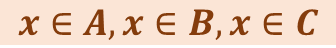 x ∈ A, x ∈ B, x ∈ C